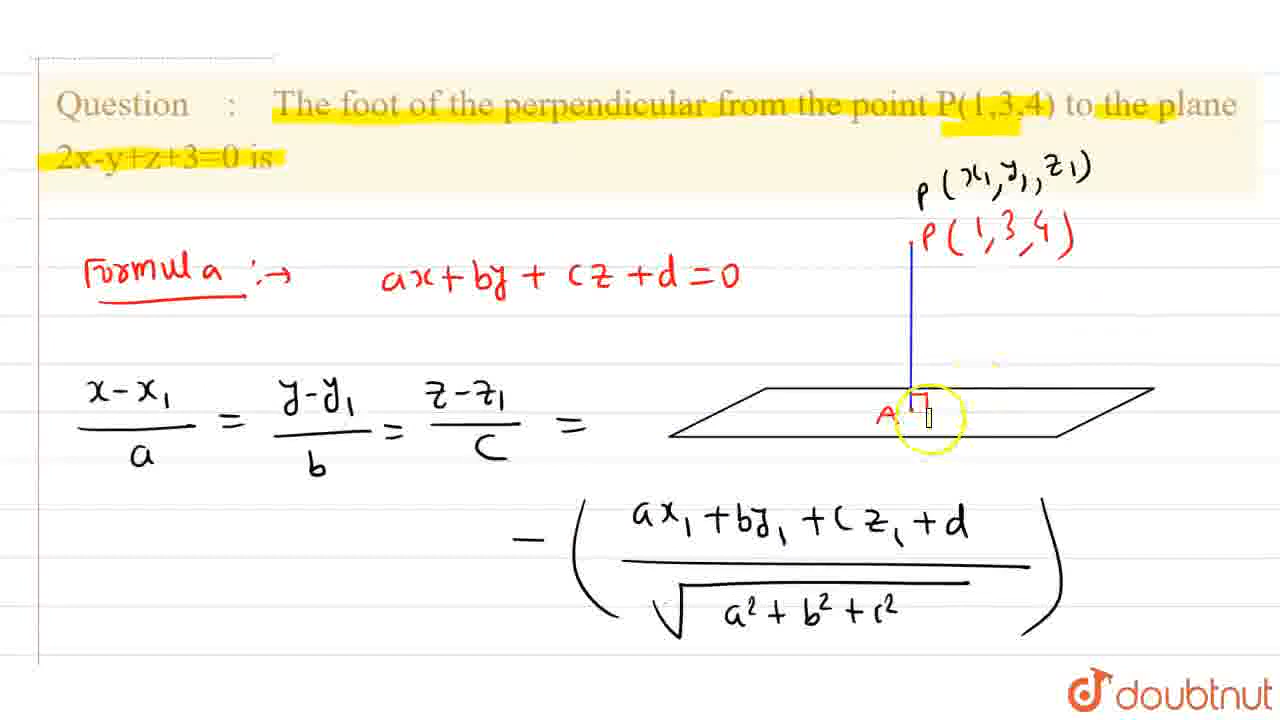 Question : The foot of the perpendicular from the point P(1,3,4) to the plane
2x-y+z+3=0 is
P(x₁,y₁,z₁)
P(1,3,4)
Formula :→ ax+by+cz+d=0
x-x₁/a = y-y₁/b = z-z₁/c =
A
-(ax₁+by₁+cz₁+d/√a²+b²+c²)
doubtnut